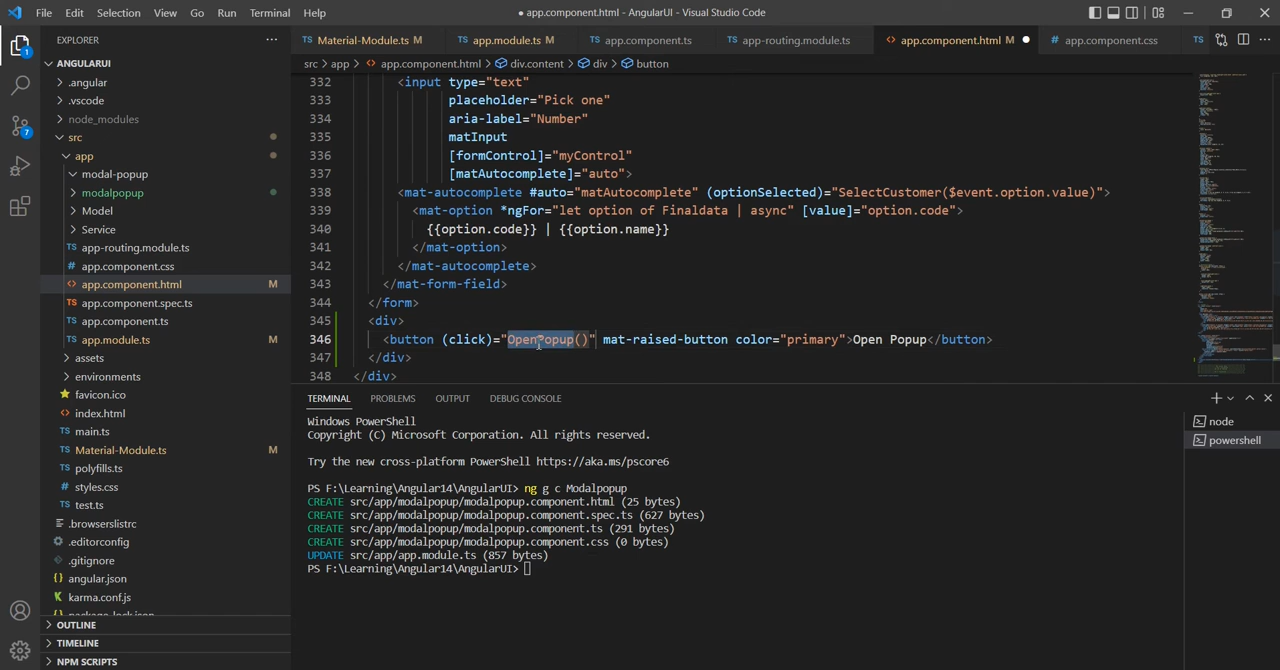 File Edit Selection View Go Run Terminal Help
● app.component.html - AngularUI - Visual Studio Code
EXPLORER
Material-Module.ts M
app.module.ts M
app.component.ts
app-routing.module.ts
app.component.html M
app.component.css
TS
ANGULARUI
src > app > app.component.html > div.content > div > button
.angular
.vscode
node_modules
src
app
modal-popup
modalpopup
Model
Service
app-routing.module.ts
app.component.css
app.component.html M
app.component.spec.ts
app.component.ts
app.module.ts M
assets
environments
favicon.ico
index.html
main.ts
Material-Module.ts M
polyfills.ts
styles.css
test.ts
.browserslistrc
.editorconfig
.gitignore
angular.json
karma.conf.js
package-lock.json
OUTLINE
TIMELINE
NPM SCRIPTS
1
7
332 <input type="text"
333 placeholder="Pick one"
334 aria-label="Number"
335 matInput
336 [formControl]="myControl"
337 [matAutocomplete]="auto">
338 <mat-autocomplete #auto="matAutocomplete" (optionSelected)="SelectCustomer($event.option.value)">
339 <mat-option *ngFor="let option of Finaldata | async" [value]="option.code">
340 {{option.code}} | {{option.name}}
341 </mat-option>
342 </mat-autocomplete>
343 </mat-form-field>
344 </form>
345 <div>
346 <button (click)="OpenPopup()" mat-raised-button color="primary">Open Popup</button>
347 </div>
348 </div>
TERMINAL PROBLEMS OUTPUT DEBUG CONSOLE
Windows PowerShell
Copyright (C) Microsoft Corporation. All rights reserved.
Try the new cross-platform PowerShell https://aka.ms/pscore6
PS F:\Learning\Angular14\AngularUI> ng g c Modalpopup
CREATE src/app/modalpopup/modalpopup.component.html (25 bytes)
CREATE src/app/modalpopup/modalpopup.component.spec.ts (627 bytes)
CREATE src/app/modalpopup/modalpopup.component.ts (291 bytes)
CREATE src/app/modalpopup/modalpopup.component.css (0 bytes)
UPDATE src/app/app.module.ts (857 bytes)
PS F:\Learning\Angular14\AngularUI>
node
powershell